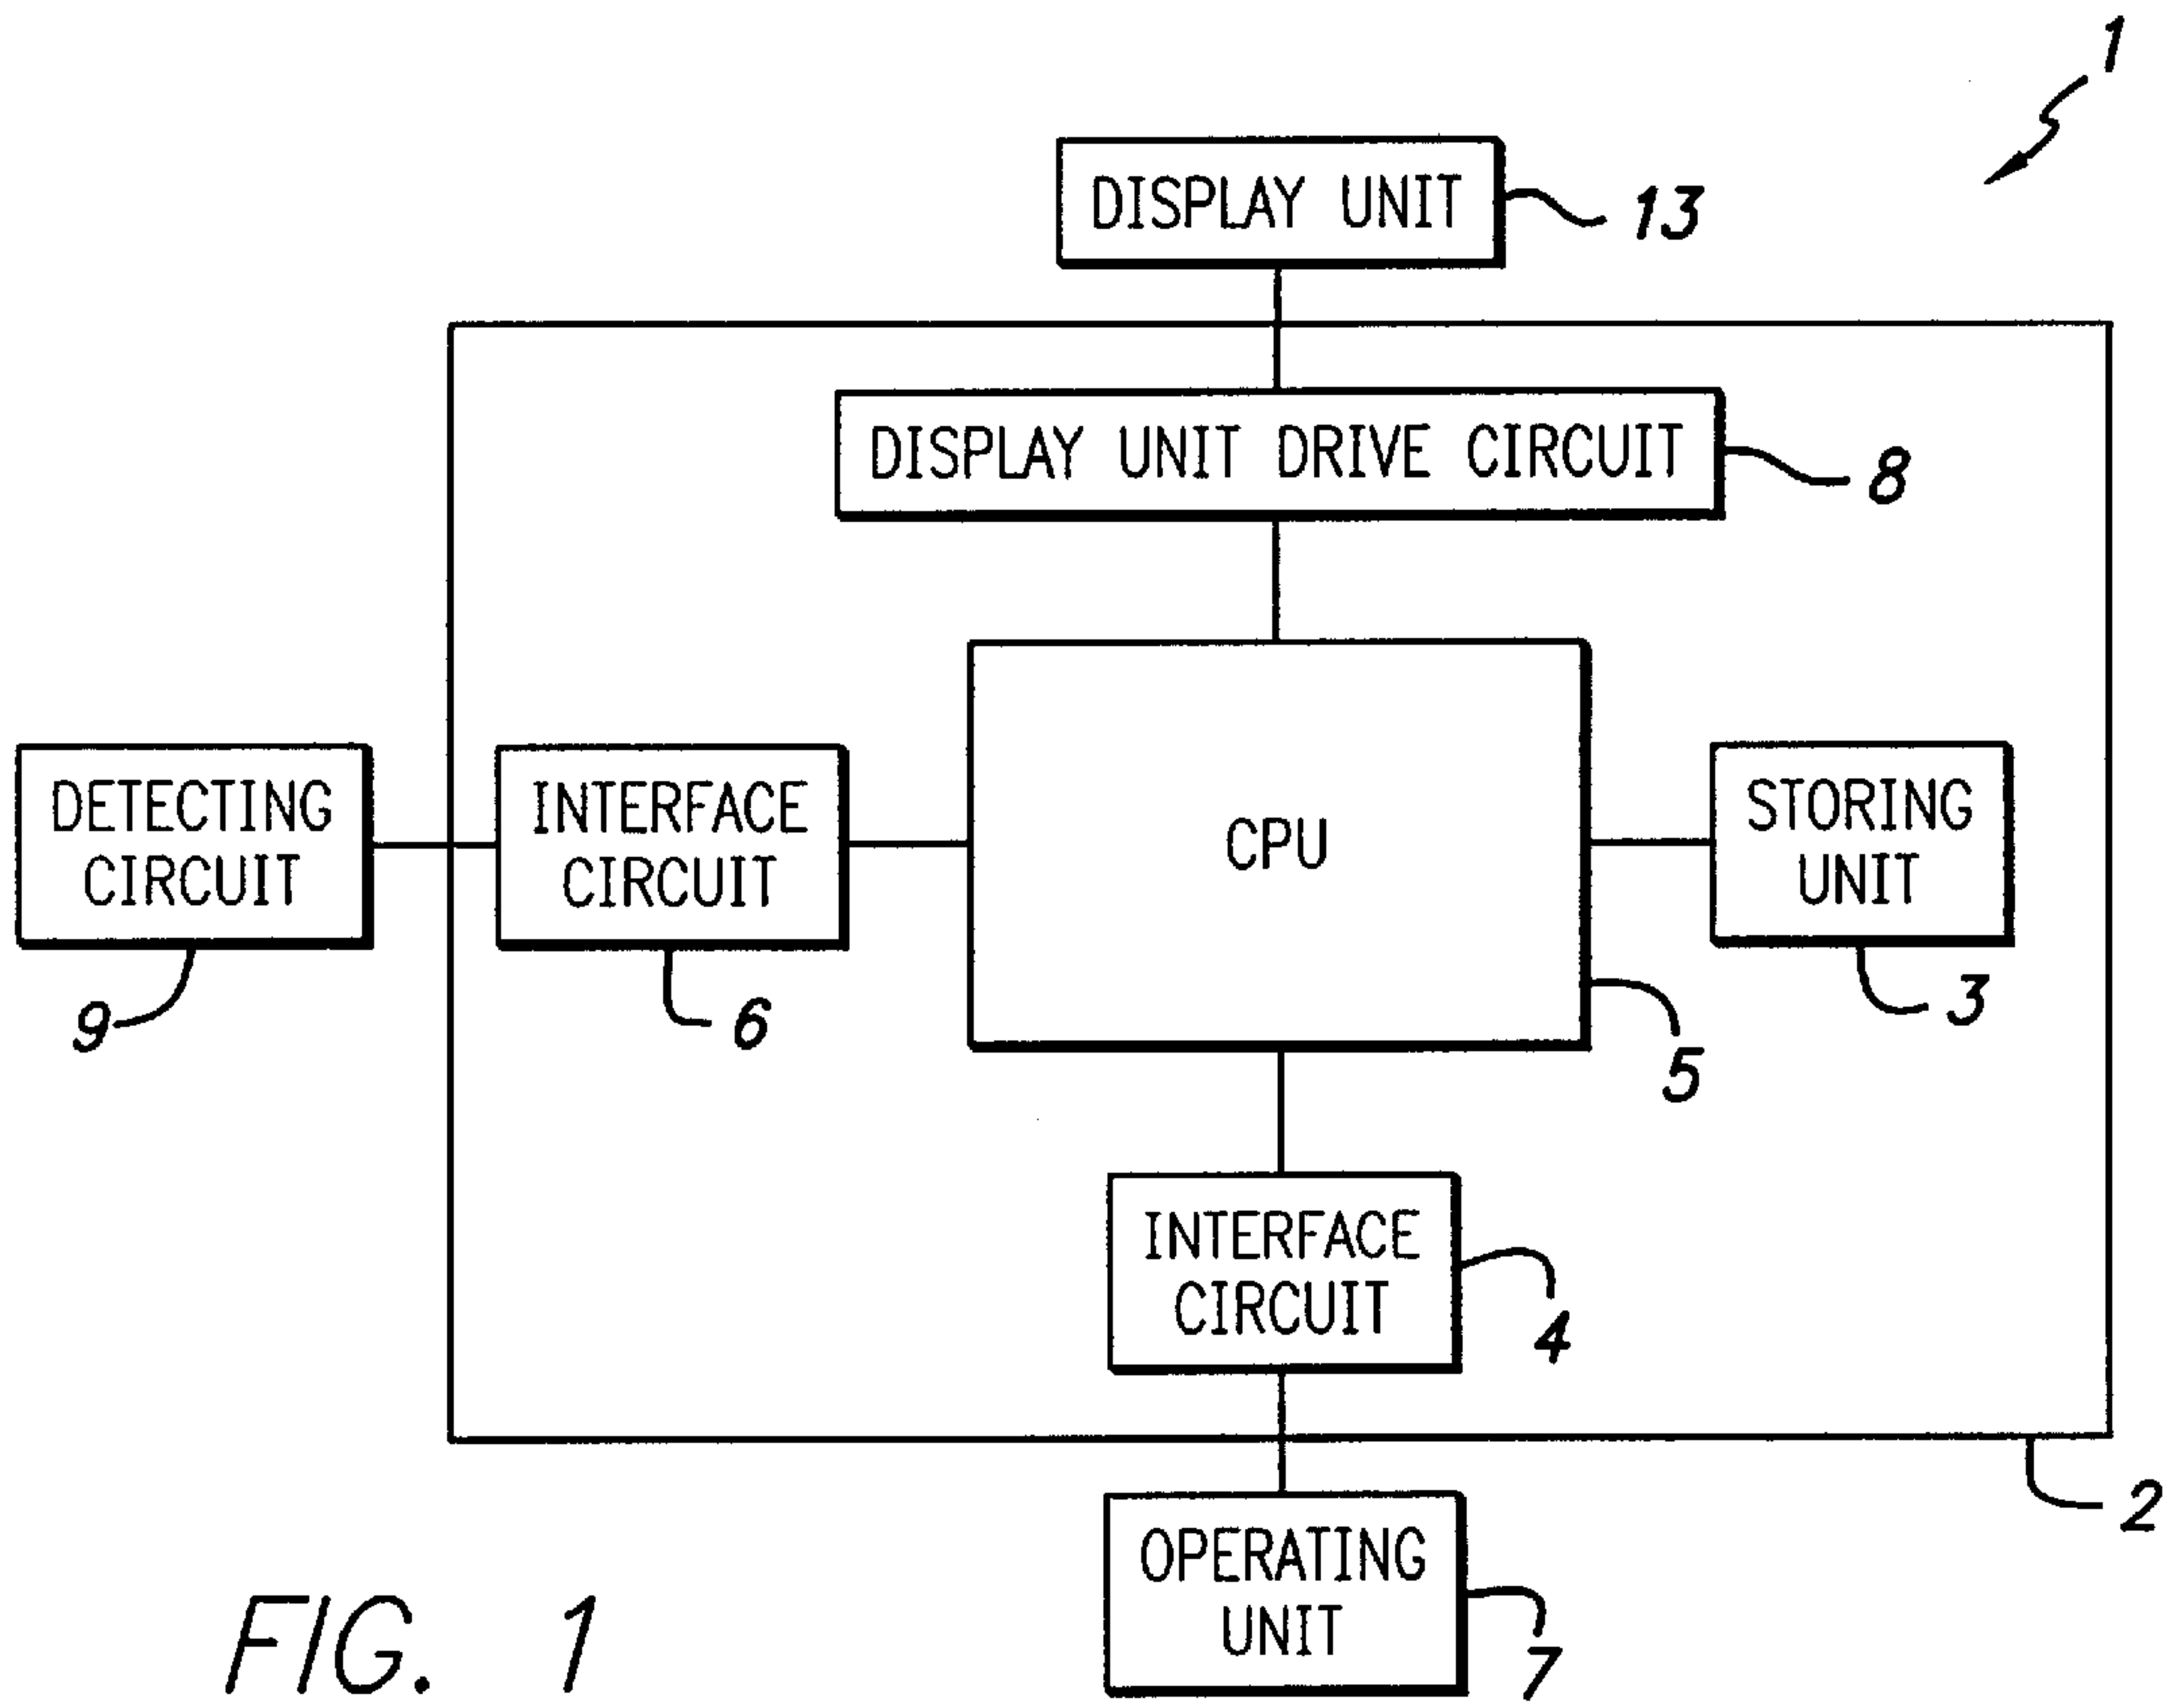 1
DISPLAY UNIT
13
DISPLAY UNIT DRIVE CIRCUIT
8
DETECTING
CIRCUIT
9
INTERFACE
CIRCUIT
6
CPU
5
STORING
UNIT
3
INTERFACE
CIRCUIT
4
2
OPERATING
UNIT
7
FIG. 1